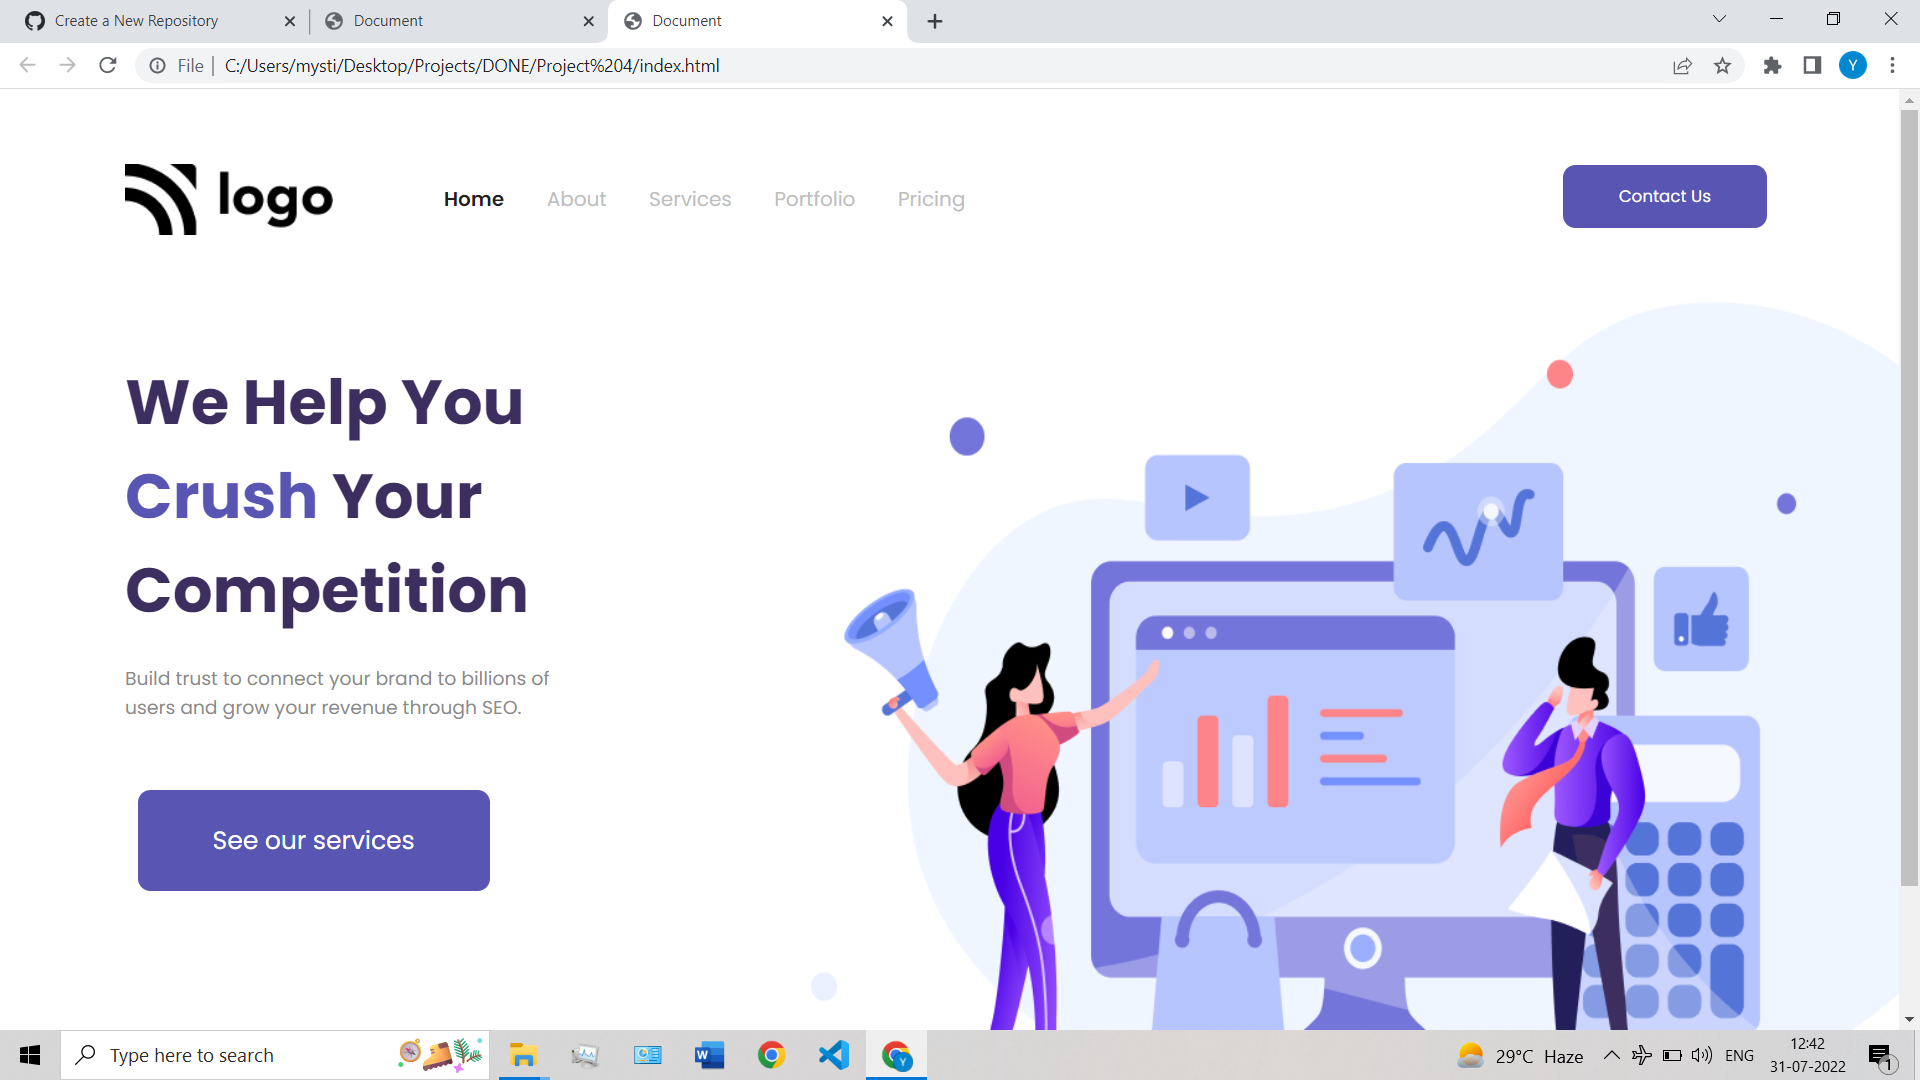 Create a New Repository
Document
Document
File
C:/Users/mysti/Desktop/Projects/DONE/Project%204/index.html
Y
logo
Home
About
Services
Portfolio
Pricing
Contact Us
We Help You
Crush Your
Competition
Build trust to connect your brand to billions of
users and grow your revenue through SEO.
See our services
Type here to search
W
Y
29°C Haze
ENG
12:42
31-07-2022
1